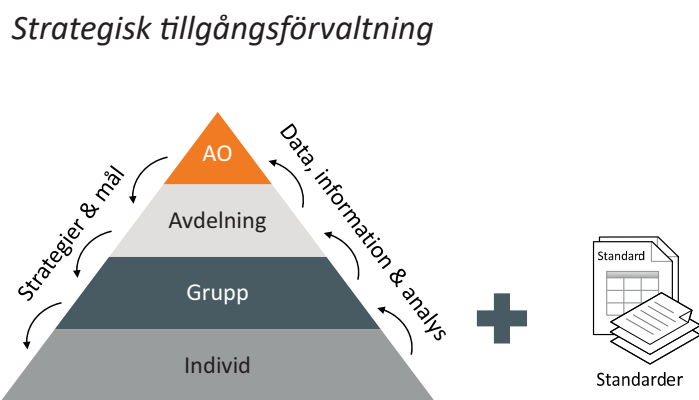 Strategisk tillgångsförvaltning
AO
Avdelning
Grupp
Individ
Strategier & mål
Data, information & analys
Standard
Standarder